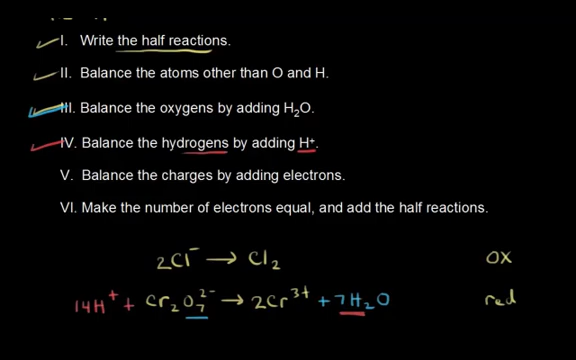 I. Write the half reactions.
II. Balance the atoms other than O and H.
III. Balance the oxygens by adding H₂O.
IV. Balance the hydrogens by adding H⁺.
V. Balance the charges by adding electrons.
VI. Make the number of electrons equal, and add the half reactions.
2Cl⁻ → Cl₂ ox
14H⁺ + Cr₂O₇²⁻ → 2Cr³⁺ + 7H₂O red